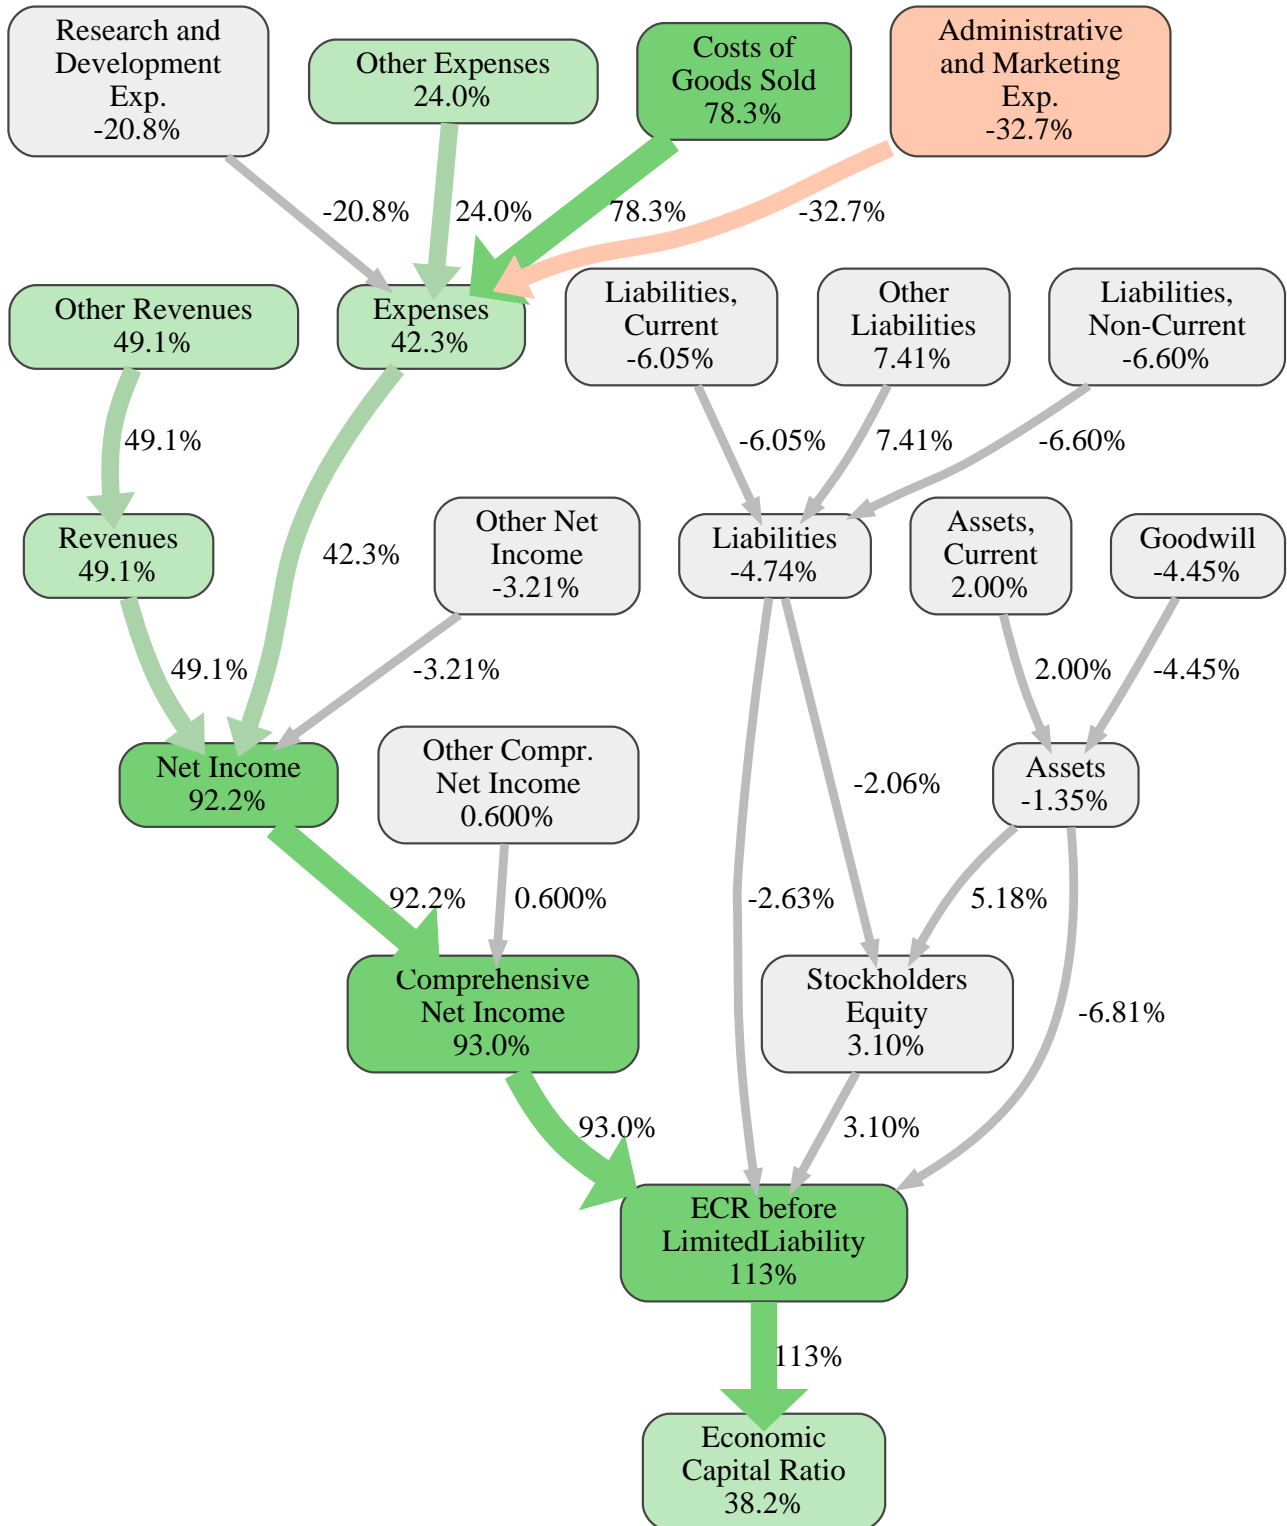 Research and
Development
Exp.
-20.8%
Other Expenses
24.0%
Costs of
Goods Sold
78.3%
Administrative
and Marketing
Exp.
-32.7%
-20.8%
24.0%
78.3%
-32.7%
Other Revenues
49.1%
Expenses
42.3%
Liabilities,
Current
-6.05%
Other
Liabilities
7.41%
Liabilities,
Non-Current
-6.60%
49.1%
-6.05%
7.41%
-6.60%
Revenues
49.1%
42.3%
Other Net
Income
-3.21%
Liabilities
-4.74%
Assets,
Current
2.00%
Goodwill
-4.45%
49.1%
-3.21%
2.00%
-4.45%
Net Income
92.2%
Other Compr.
Net Income
0.600%
-2.06%
Assets
-1.35%
92.2%
0.600%
-2.63%
5.18%
Comprehensive
Net Income
93.0%
Stockholders
Equity
3.10%
-6.81%
93.0%
3.10%
ECR before
LimitedLiability
113%
113%
Economic
Capital Ratio
38.2%